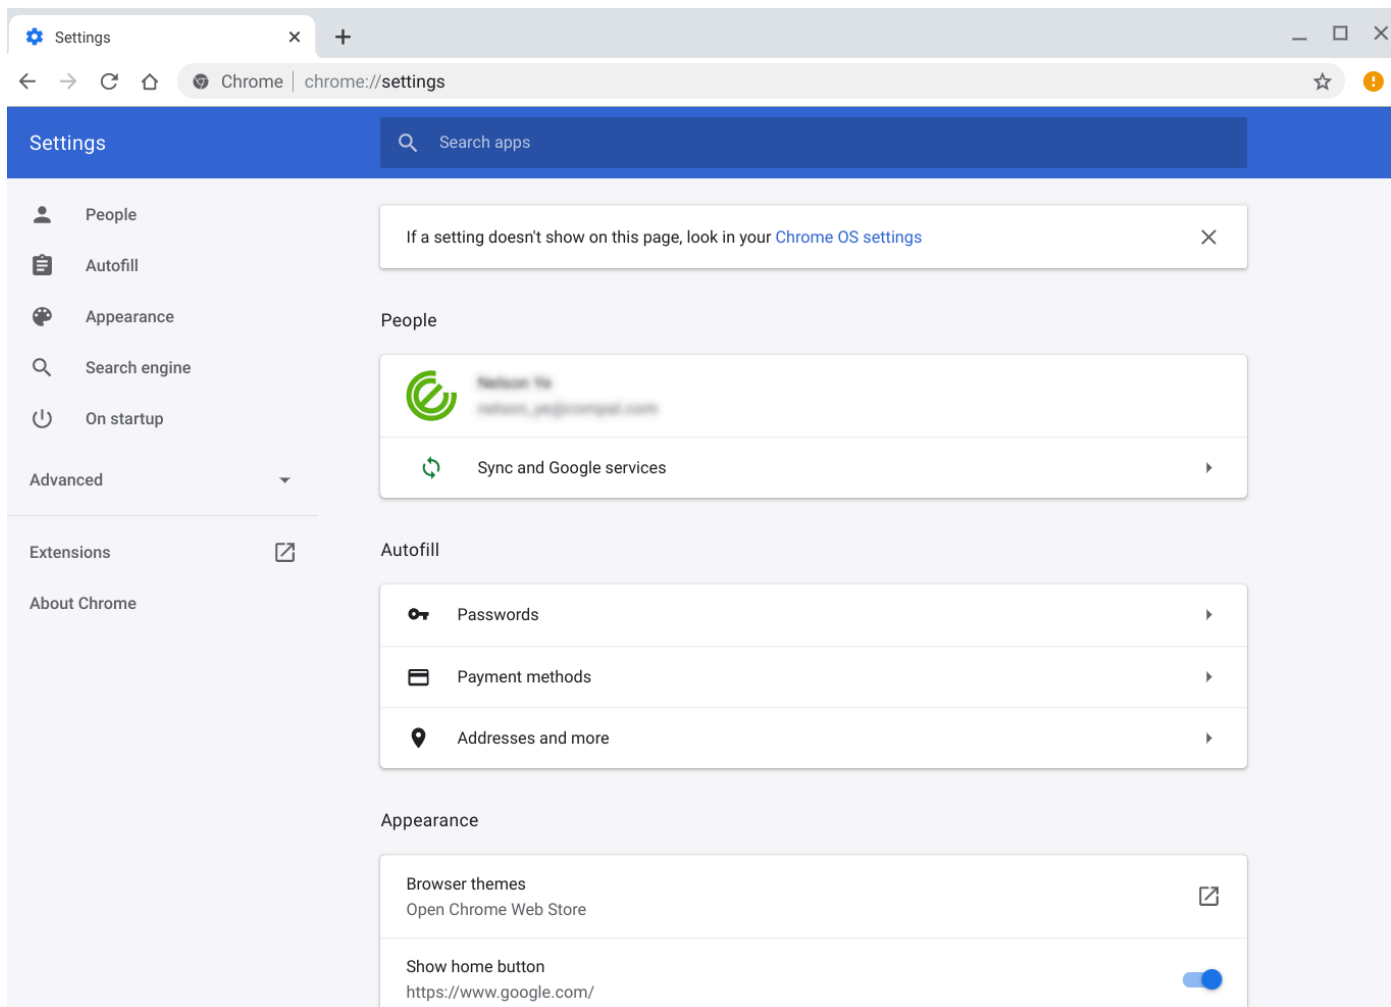 Settings
Chrome | chrome://settings
Settings
Search apps
People
Autofill
Appearance
Search engine
On startup
Advanced
Extensions
About Chrome
If a setting doesn't show on this page, look in your Chrome OS settings
People
Sync and Google services
Autofill
Passwords
Payment methods
Addresses and more
Appearance
Browser themes
Open Chrome Web Store
Show home button
https://www.google.com/